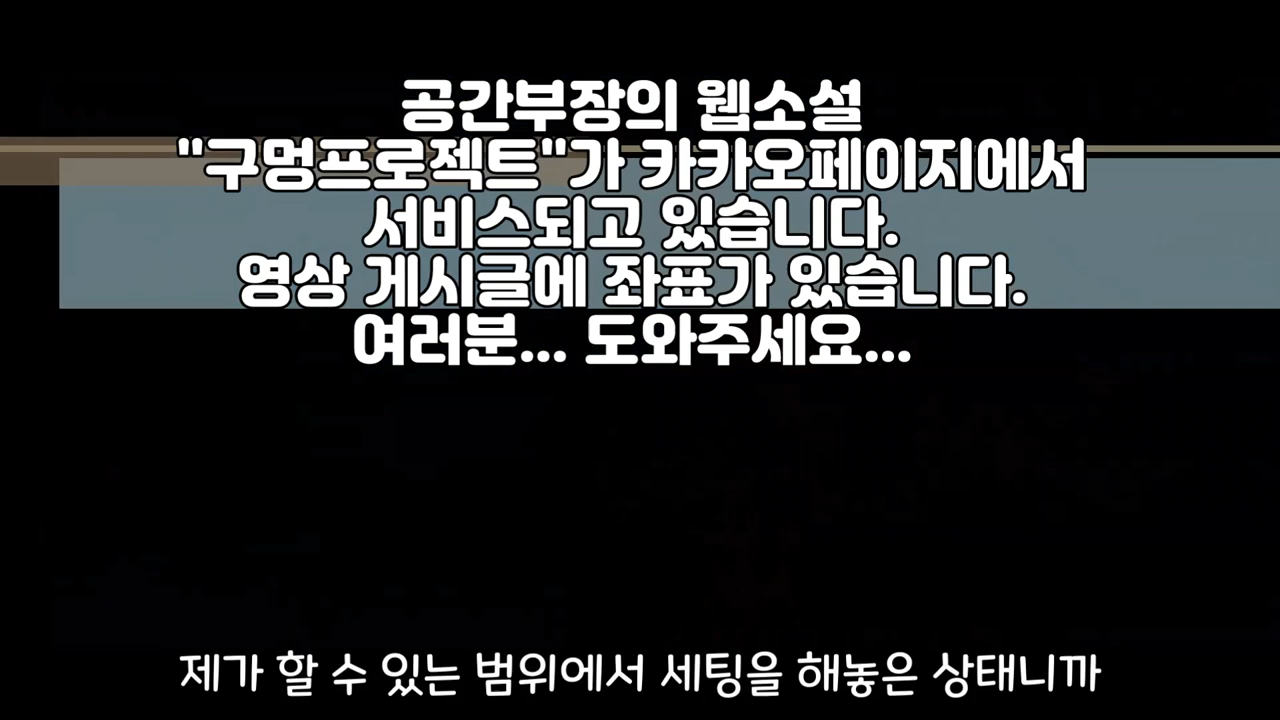 공간부장의 웹소설
"구멍프로젝트"가 카카오페이지에서
서비스되고 있습니다.
영상 게시글에 좌표가 있습니다.
여러분... 도와주세요...
제가 할 수 있는 범위에서 세팅을 해놓은 상태니까